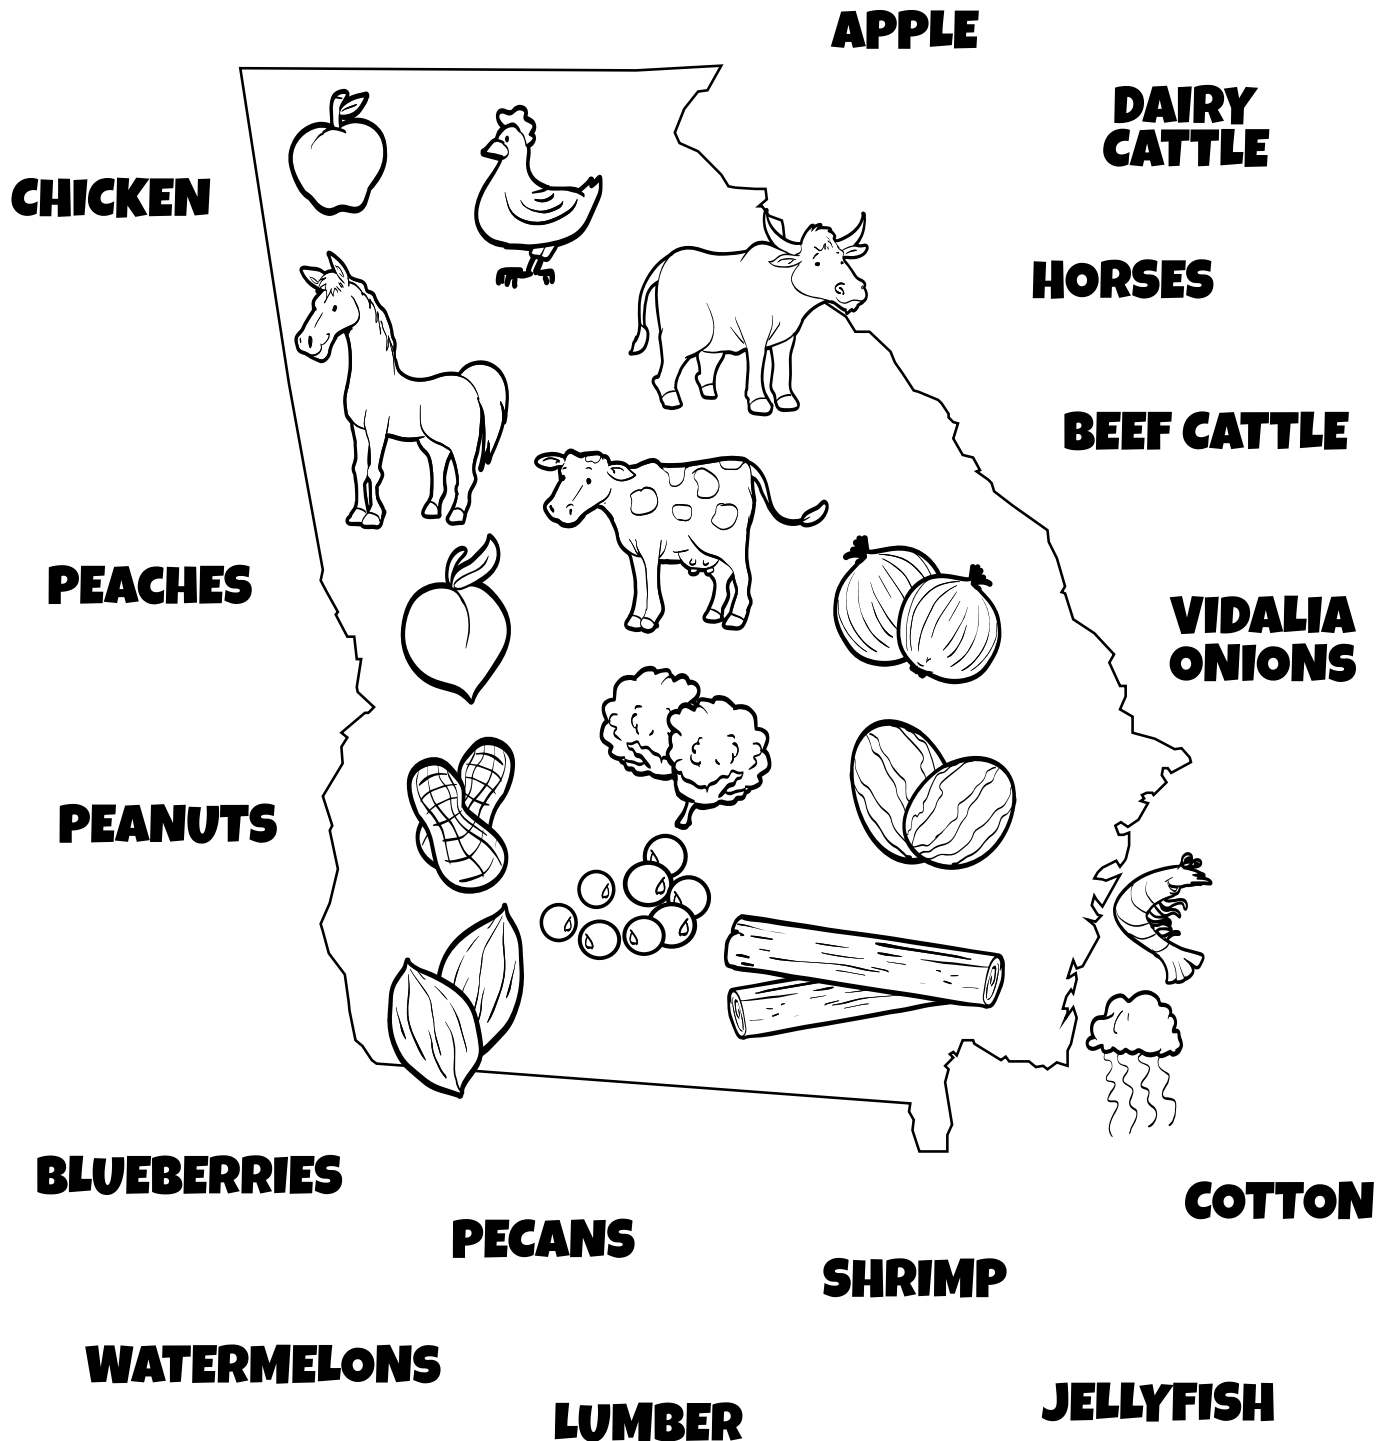 APPLE
DAIRY
CATTLE
CHICKEN
HORSES
BEEF CATTLE
PEACHES
VIDALIA
ONIONS
PEANUTS
BLUEBERRIES
COTTON
PECANS
SHRIMP
WATERMELONS
JELLYFISH
LUMBER